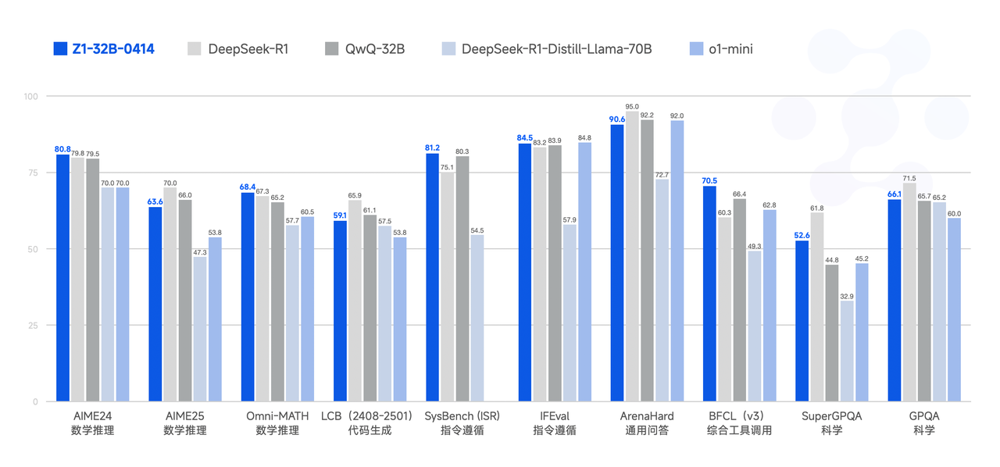 Z1-32B-0414 DeepSeek-R1 QwQ-32B DeepSeek-R1-Distill-Llama-70B o1-mini
100
75
50
25
0
80.8 79.8 79.5 70.0 70.0
63.6 70.0 66.0 47.3 53.8
68.4 67.3 65.2 57.7 60.5
59.1 65.9 61.1 57.5 53.8
81.2 75.1 80.3 54.5
84.5 83.2 83.9 57.9 84.8
90.6 95.0 92.2 72.7 92.0
70.5 60.3 66.4 49.3 62.8
52.6 61.8 44.8 32.9 45.2
66.1 71.5 65.7 65.2 60.0
AIME24
数学推理
AIME25
数学推理
Omni-MATH
数学推理
LCB（2408-2501）
代码生成
SysBench (ISR)
指令遵循
IFEval
指令遵循
ArenaHard
通用问答
BFCL（v3）
综合工具调用
SuperGPQA
科学
GPQA
科学